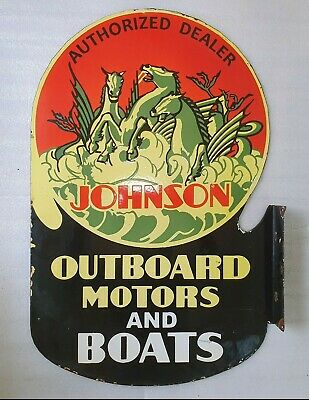 AUTHORIZED DEALER
JOHNSON
OUTBOARD
MOTORS
AND
BOATS